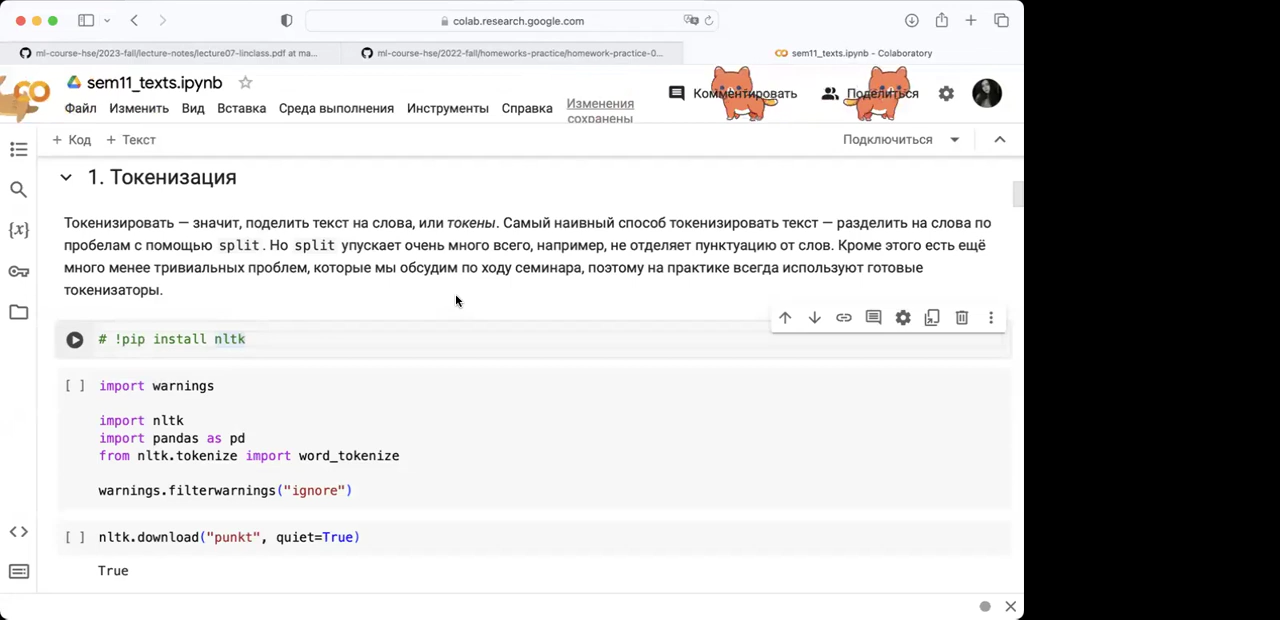 colab.research.google.com
ml-course-hse/2023-fall/lecture-notes/lecture07-linclass.pdf at ma...
ml-course-hse/2022-fall/homeworks-practice/homework-practice-0...
sem11_texts.ipynb - Colaboratory
sem11_texts.ipynb
Комментировать
Поделиться
Файл Изменить Вид Вставка Среда выполнения Инструменты Справка Изменения сохранены
+ Код + Текст
Подключиться
1. Токенизация
Токенизировать — значит, поделить текст на слова, или токены. Самый наивный способ токенизировать текст — разделить на слова по
пробелам с помощью split. Но split упускает очень много всего, например, не отделяет пунктуацию от слов. Кроме этого есть ещё
много менее тривиальных проблем, которые мы обсудим по ходу семинара, поэтому на практике всегда используют готовые
токенизаторы.
# !pip install nltk
[ ] import warnings
import nltk
import pandas as pd
from nltk.tokenize import word_tokenize
warnings.filterwarnings("ignore")
[ ] nltk.download("punkt", quiet=True)
True